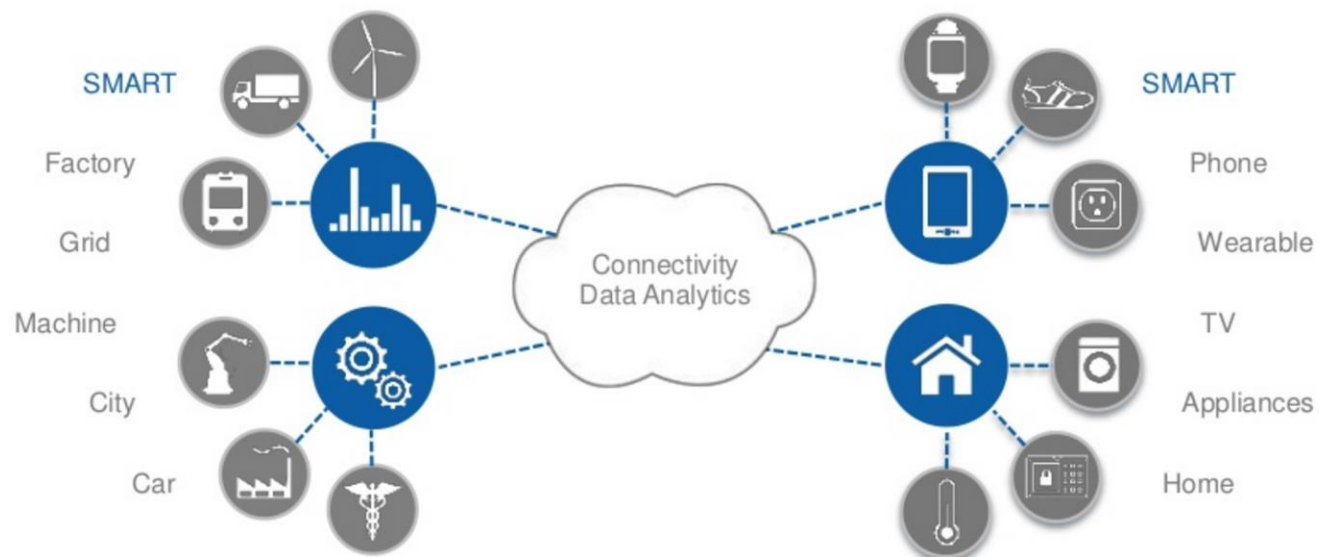 SMART
Factory
Grid
Machine
City
Car
Connectivity
Data Analytics
SMART
Phone
Wearable
TV
Appliances
Home